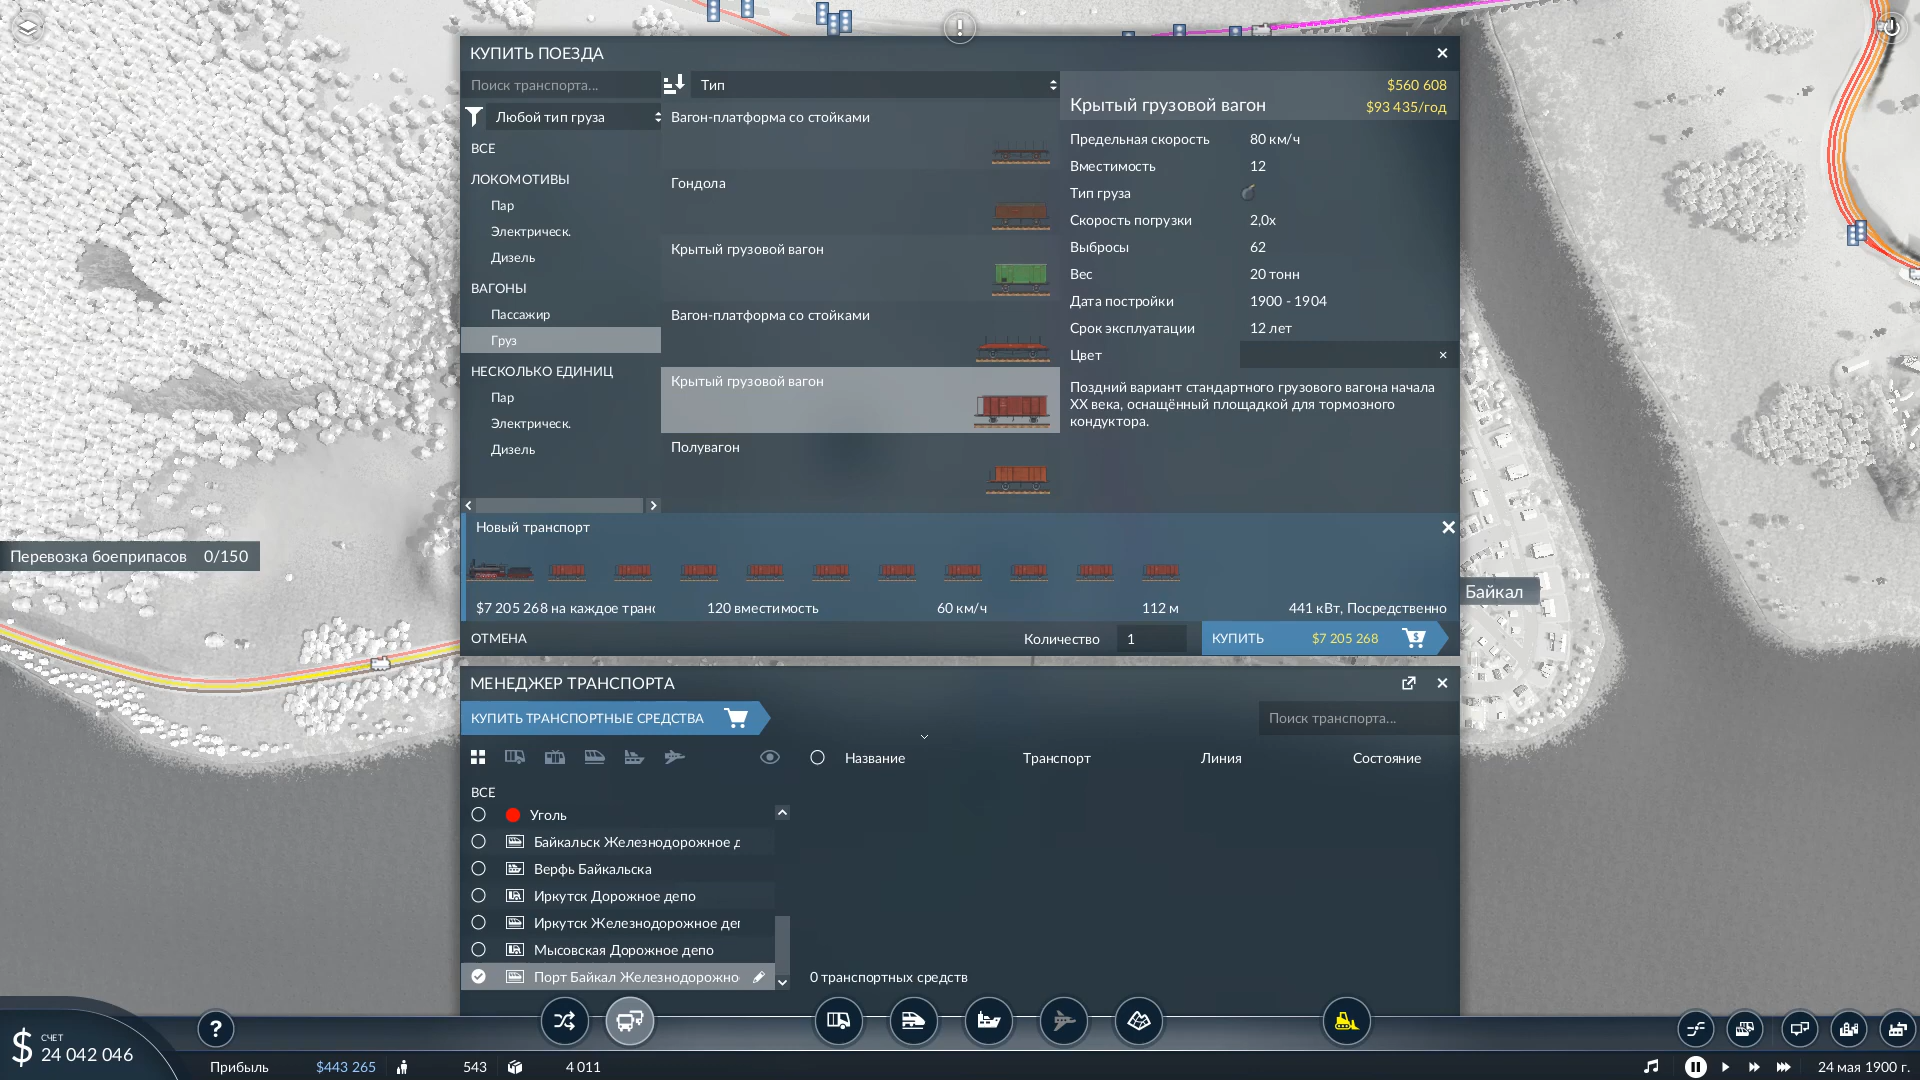 КУПИТЬ ПОЕЗДА
Поиск транспорта...
Тип
Любой тип груза
ВСЕ
ЛОКОМОТИВЫ
Пар
Электрическ.
Дизель
ВАГОНЫ
Пассажир
Груз
НЕСКОЛЬКО ЕДИНИЦ
Пар
Электрическ.
Дизель
Вагон-платформа со стойками
Гондола
Крытый грузовой вагон
Вагон-платформа со стойками
Крытый грузовой вагон
Полувагон
$560 608
Крытый грузовой вагон
$93 435/год
Предельная скорость 80 км/ч
Вместимость 12
Тип груза
Скорость погрузки 2,0x
Выбросы 62
Вес 20 тонн
Дата постройки 1900 - 1904
Срок эксплуатации 12 лет
Цвет
Поздний вариант стандартного грузового вагона начала
XX века, оснащённый площадкой для тормозного
кондуктора.
Новый транспорт
$7 205 268 на каждое транс
120 вместимость
60 км/ч
112 м
441 кВт, Посредственно
ОТМЕНА
Количество 1
КУПИТЬ $7 205 268
Перевозка боеприпасов 0/150
Байкал
МЕНЕДЖЕР ТРАНСПОРТА
КУПИТЬ ТРАНСПОРТНЫЕ СРЕДСТВА
Поиск транспорта...
Название Транспорт Линия Состояние
ВСЕ
Уголь
Байкальск Железнодорожное д
Верфь Байкальска
Иркутск Дорожное депо
Иркутск Железнодорожное деп
Мысовская Дорожное депо
Порт Байкал Железнодорожно
0 транспортных средств
?
$ СЧЕТ
24 042 046
Прибыль $443 265 543 4 011
24 мая 1900 г.